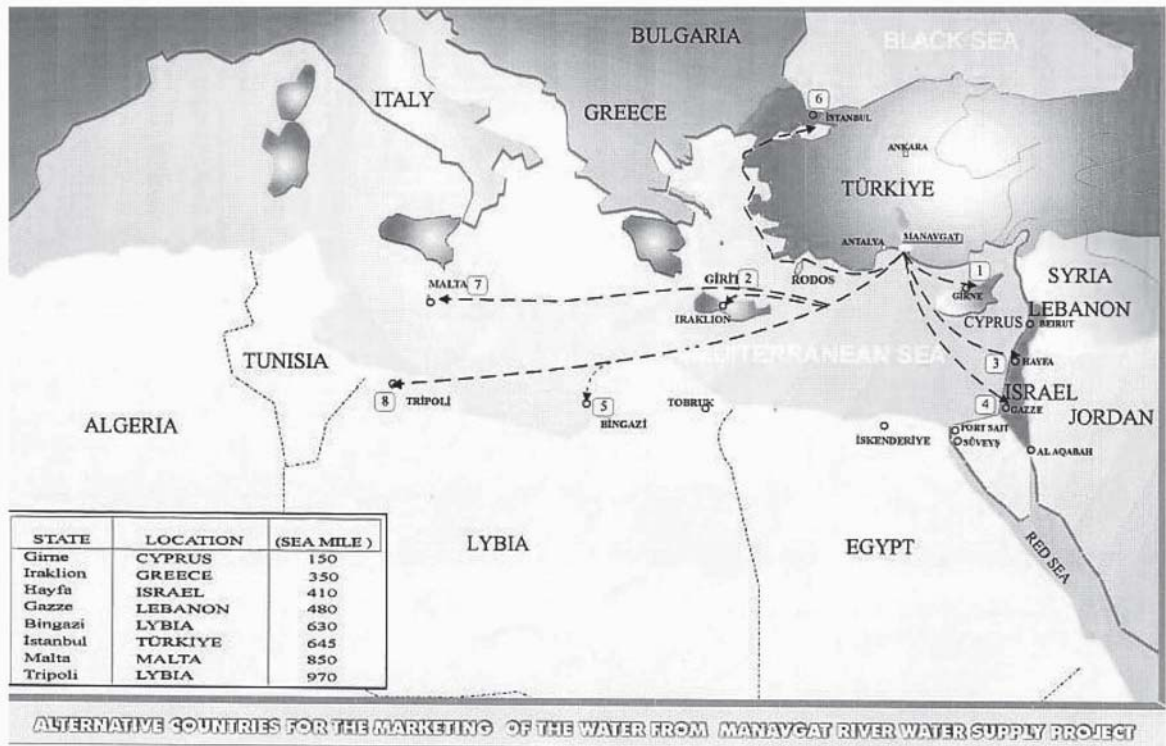 BULGARIA
BLACK SEA
ITALY
GREECE
6
İSTANBUL
ANKARA
TÜRKİYE
ANTALYA
MANAVGAT
MALTA 7
GİRİT 2
RODOS
1
GİRNE
SYRIA
IRAKLION
CYPRUS
LEBANON
BEIRUT
TUNISIA
MEDITERRANEAN SEA
3
HAYFA
8 TRİPOLİ
5
BİNGAZİ
TOBRUK
ISRAEL
4
GAZZE
JORDAN
ALGERIA
İSKENDERİYE
PORT SAIT
SÜVEYŞ
AL AQABAH
LYBIA
EGYPT
RED SEA
STATE LOCATION (SEA MILE )
Girne CYPRUS 150
Iraklion GREECE 350
Hayfa ISRAEL 410
Gazze LEBANON 480
Bingazi LYBIA 630
İstanbul TÜRKİYE 645
Malta MALTA 850
Tripoli LYBIA 970
ALTERNATIVE COUNTRIES FOR THE MARKETING OF THE WATER FROM MANAVGAT RIVER WATER SUPPLY PROJECT